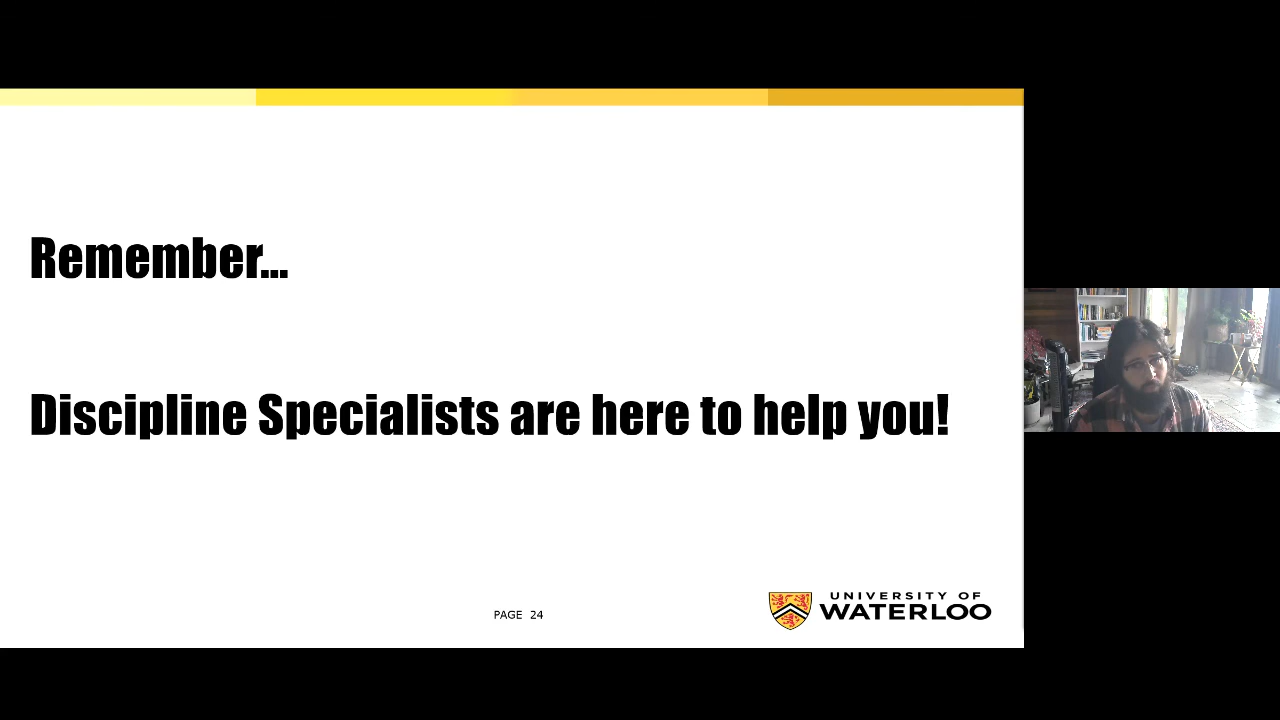 Remember...
Discipline Specialists are here to help you!
PAGE 24
UNIVERSITY OF
WATERLOO